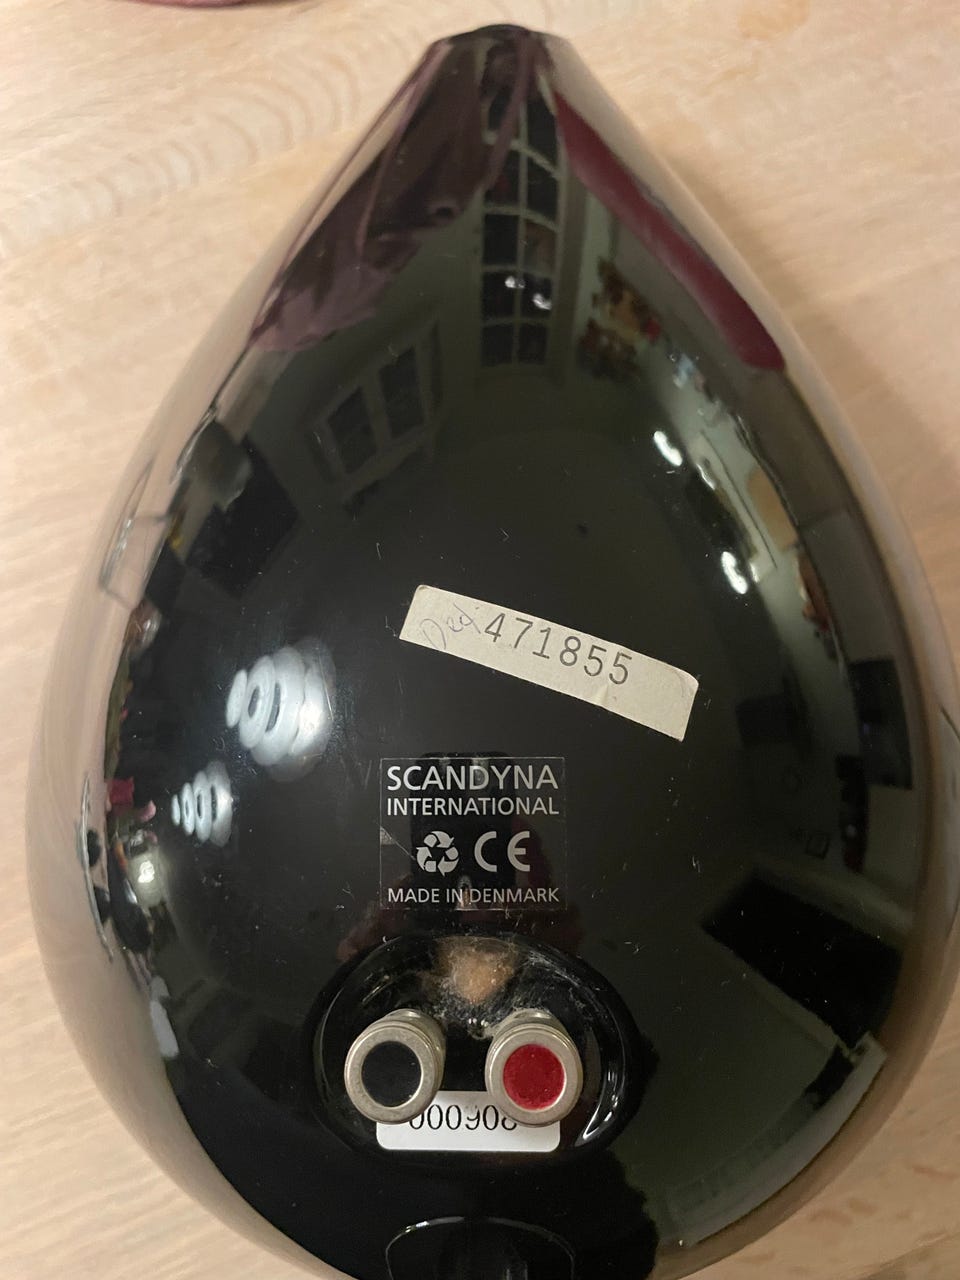 471855
SCANDYNA
INTERNATIONAL
CE
MADE IN DENMARK